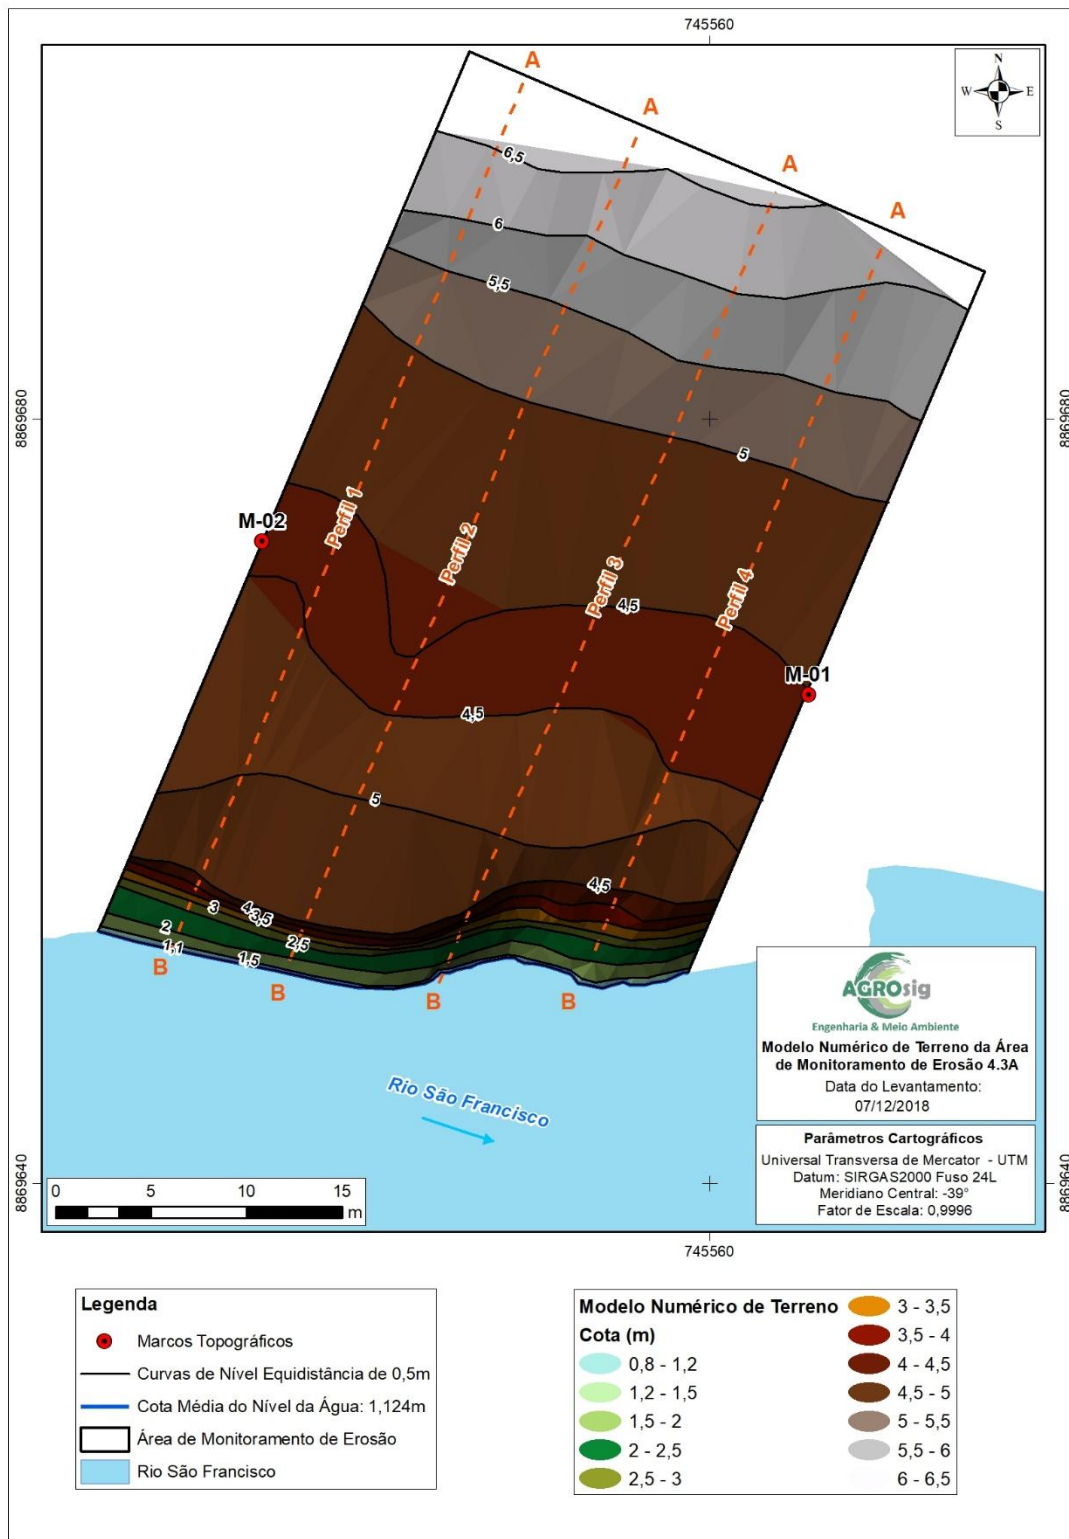 745560
N
W E
S
A
A
A
A
6,5
6
5,5
8869680
8869680
5
M-02
Perfil 1
Perfil 2
Perfil 3
Perfil 4
4,5
M-01
4,5
5
4,5
4
3,5
3
2,5
2
1,5
1,1
B
B
B
B
Rio São Francisco
AGROsig
Engenharia & Meio Ambiente
Modelo Numérico de Terreno da Área
de Monitoramento de Erosão 4.3A
Data do Levantamento:
07/12/2018
Parâmetros Cartográficos
Universal Transversa de Mercator - UTM
Datum: SIRGAS2000 Fuso 24L
Meridiano Central: -39°
Fator de Escala: 0,9996
0 5 10 15
m
8869640
8869640
745560
Legenda
Marcos Topográficos
Curvas de Nível Equidistância de 0,5m
Cota Média do Nível da Água: 1,124m
Área de Monitoramento de Erosão
Rio São Francisco
Modelo Numérico de Terreno
Cota (m)
0,8 - 1,2
1,2 - 1,5
1,5 - 2
2 - 2,5
2,5 - 3
3 - 3,5
3,5 - 4
4 - 4,5
4,5 - 5
5 - 5,5
5,5 - 6
6 - 6,5